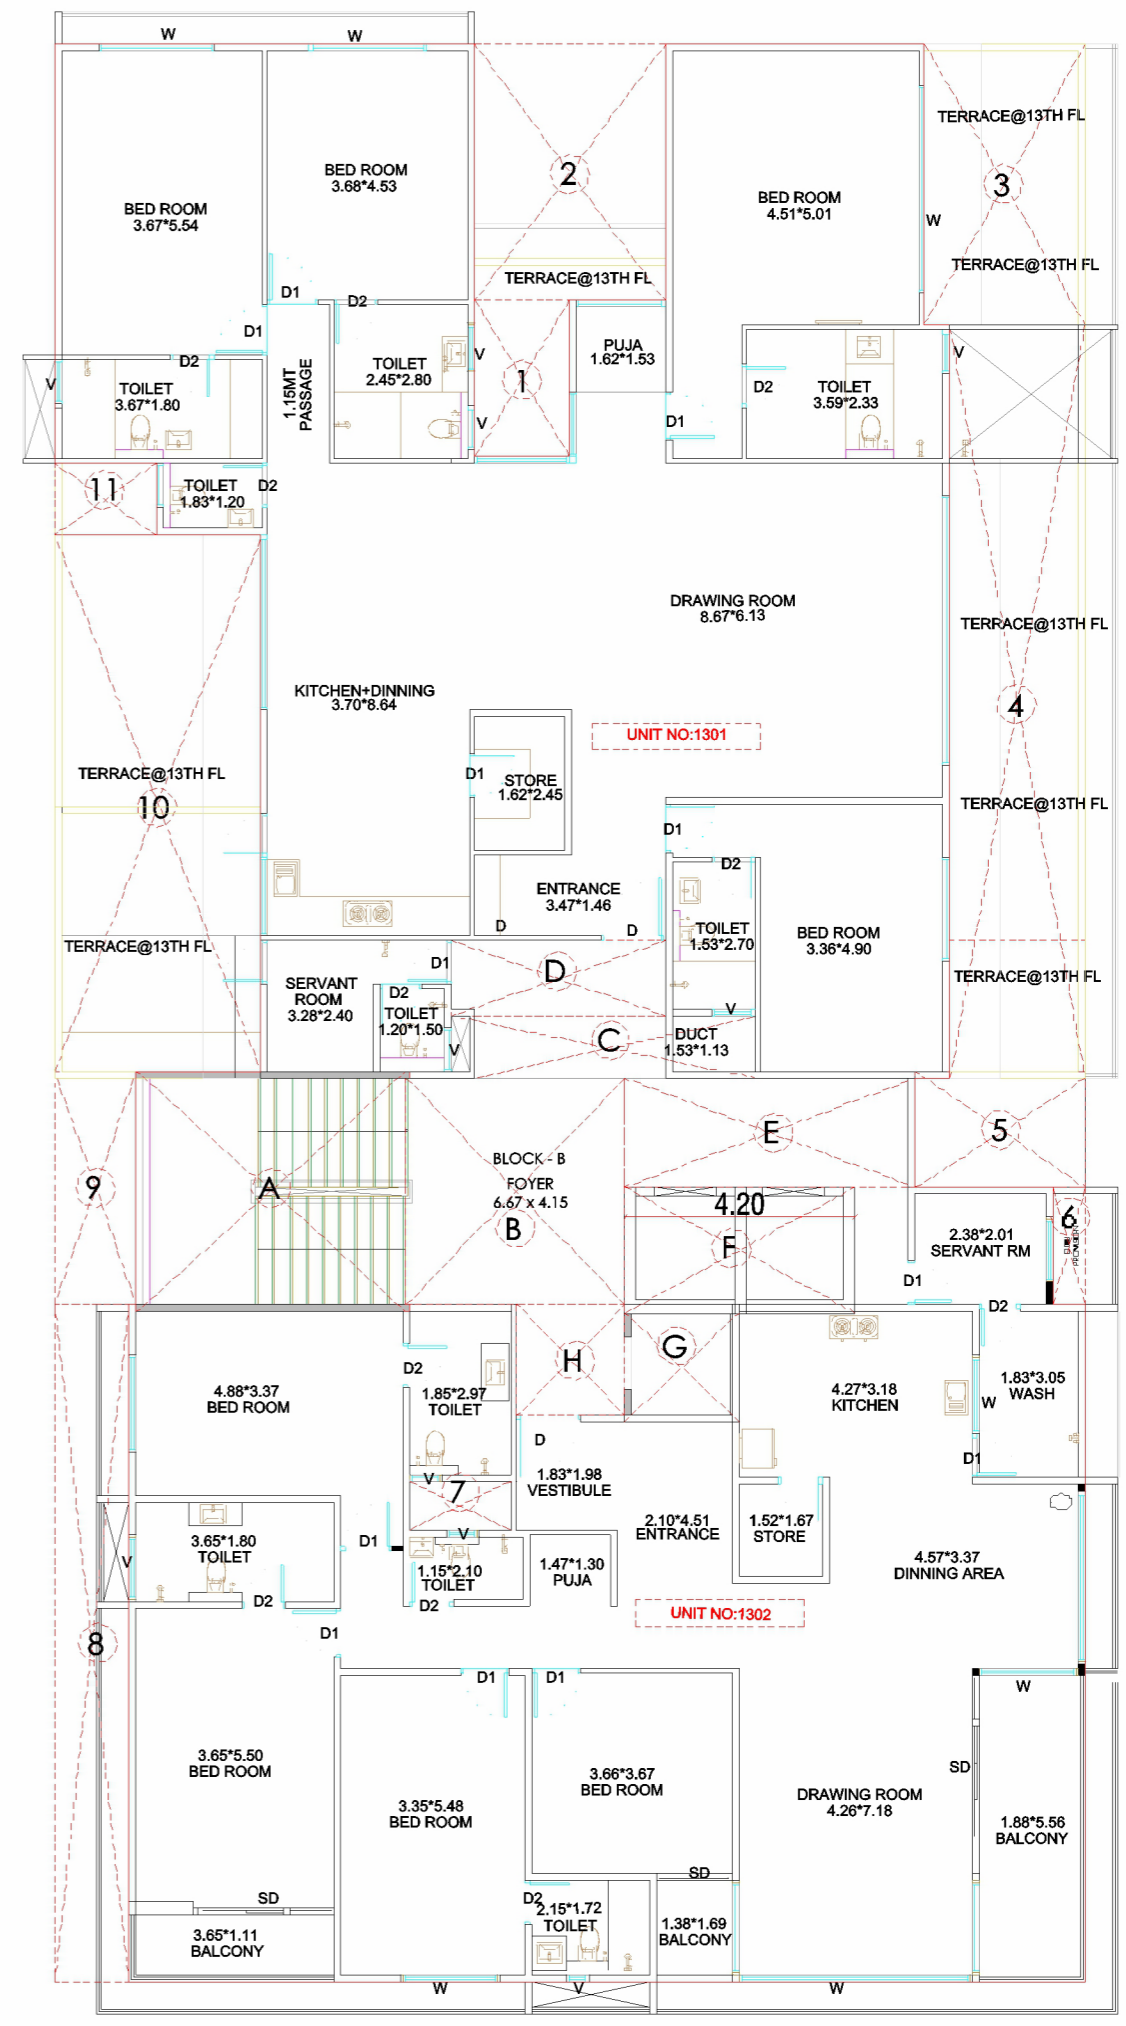 W
W
TERRACE@13TH FL
BED ROOM
3.68*4.53
2
3
BED ROOM
4.51*5.01
BED ROOM
3.67*5.54
W
TERRACE@13TH FL
TERRACE@13TH FL
D1
D2
D1
PUJA
1.62*1.53
V
D2
V
TOILET
2.45*2.80
1
V
TOILET
3.67*1.80
1.15MT
PASSAGE
D2
TOILET
3.59*2.33
V
D1
11
TOILET
1.83*1.20
D2
DRAWING ROOM
8.67*6.13
TERRACE@13TH FL
KITCHEN+DINNING
3.70*8.64
4
UNIT NO:1301
TERRACE@13TH FL
D1
STORE
1.62*2.45
10
TERRACE@13TH FL
D1
D2
ENTRANCE
3.47*1.46
D
D
TOILET
1.53*2.70
BED ROOM
3.36*4.90
TERRACE@13TH FL
D1
D
TERRACE@13TH FL
SERVANT
ROOM
3.28*2.40
D2
TOILET
1.20*1.50
V
V
C
DUCT
1.53*1.13
E
5
BLOCK - B
FOYER
6.67 x 4.15
9
A
B
4.20
F
6
2.38*2.01
SERVANT RM
D1
D2
H
G
D2
4.88*3.37
BED ROOM
1.85*2.97
TOILET
4.27*3.18
KITCHEN
W
1.83*3.05
WASH
D
D1
V
7
1.83*1.98
VESTIBULE
V
2.10*4.51
ENTRANCE
1.52*1.67
STORE
3.65*1.80
TOILET
V
D1
1.15*2.10
TOILET
1.47*1.30
PUJA
4.57*3.37
DINNING AREA
D2
D2
UNIT NO:1302
8
D1
D1
D1
W
3.65*5.50
BED ROOM
3.66*3.67
BED ROOM
SD
3.35*5.48
BED ROOM
DRAWING ROOM
4.26*7.18
1.88*5.56
BALCONY
SD
SD
D2
2.15*1.72
TOILET
1.38*1.69
BALCONY
3.65*1.11
BALCONY
W
V
W